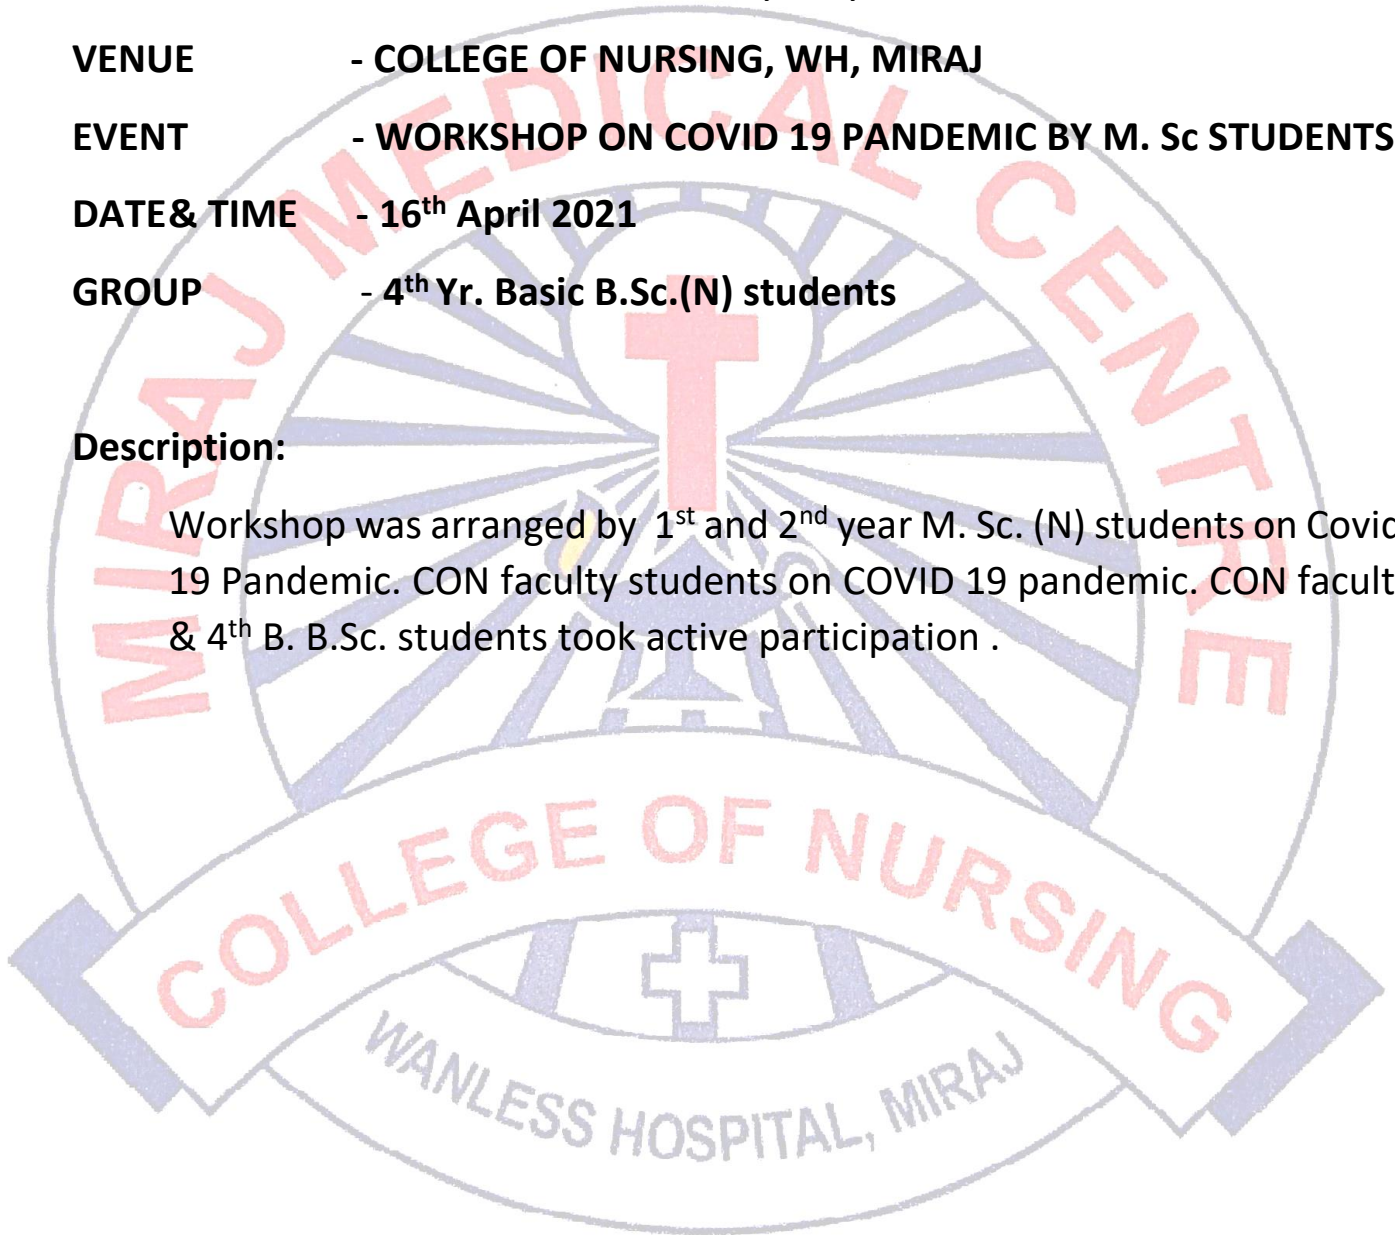 VENUE - COLLEGE OF NURSING, WH, MIRAJ
EVENT - WORKSHOP ON COVID 19 PANDEMIC BY M. Sc STUDENTS
DATE& TIME - 16th April 2021
GROUP - 4th Yr. Basic B.Sc.(N) students
Description:
Workshop was arranged by 1st and 2nd year M. Sc. (N) students on Covid
19 Pandemic. CON faculty students on COVID 19 pandemic. CON facult
& 4th B. B.Sc. students took active participation .
MIRAJ MEDICAL CENTRE
COLLEGE OF NURSING
WANLESS HOSPITAL, MIRAJ